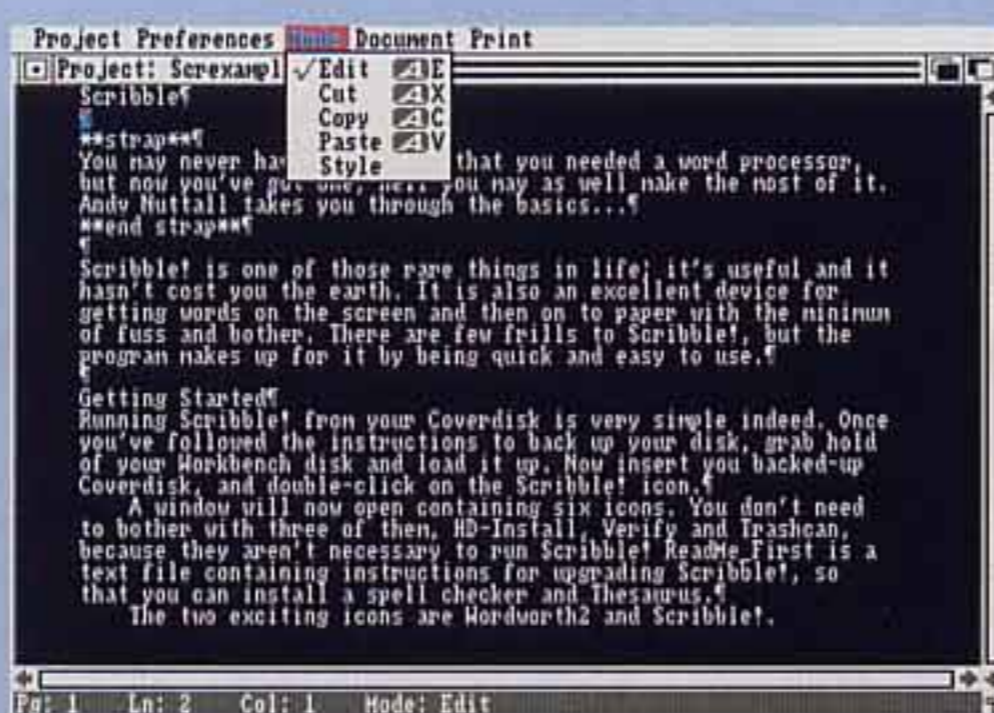 Project Preferences Mode Document Print
Project: Screxampl
✓Edit E
Cut X
Copy C
Paste V
Style
Scribble¶
¶
**strap**¶
You may never ha that you needed a word processor,
but now you've got one, hell you may as well make the most of it.
Andy Nuttall takes you through the basics...¶
**end strap**¶
¶
Scribble! is one of those rare things in life; it's useful and it
hasn't cost you the earth. It is also an excellent device for
getting words on the screen and then on to paper with the minimum
of fuss and bother. There are few frills to Scribble!, but the
program makes up for it by being quick and easy to use.¶
¶
Getting Started¶
Running Scribble! from your Coverdisk is very simple indeed. Once
you've followed the instructions to back up your disk, grab hold
of your Workbench disk and load it up. Now insert you backed-up
Coverdisk, and double-click on the Scribble! icon.¶
A window will now open containing six icons. You don't need
to bother with three of them, HD-Install, Verify and Trashcan,
because they aren't necessary to run Scribble! ReadMe First is a
text file containing instructions for upgrading Scribble!, so
that you can install a spell checker and Thesaurus.¶
The two exciting icons are Wordworth2 and Scribble!.
Pg: 1 Ln: 2 Col: 1 Mode: Edit